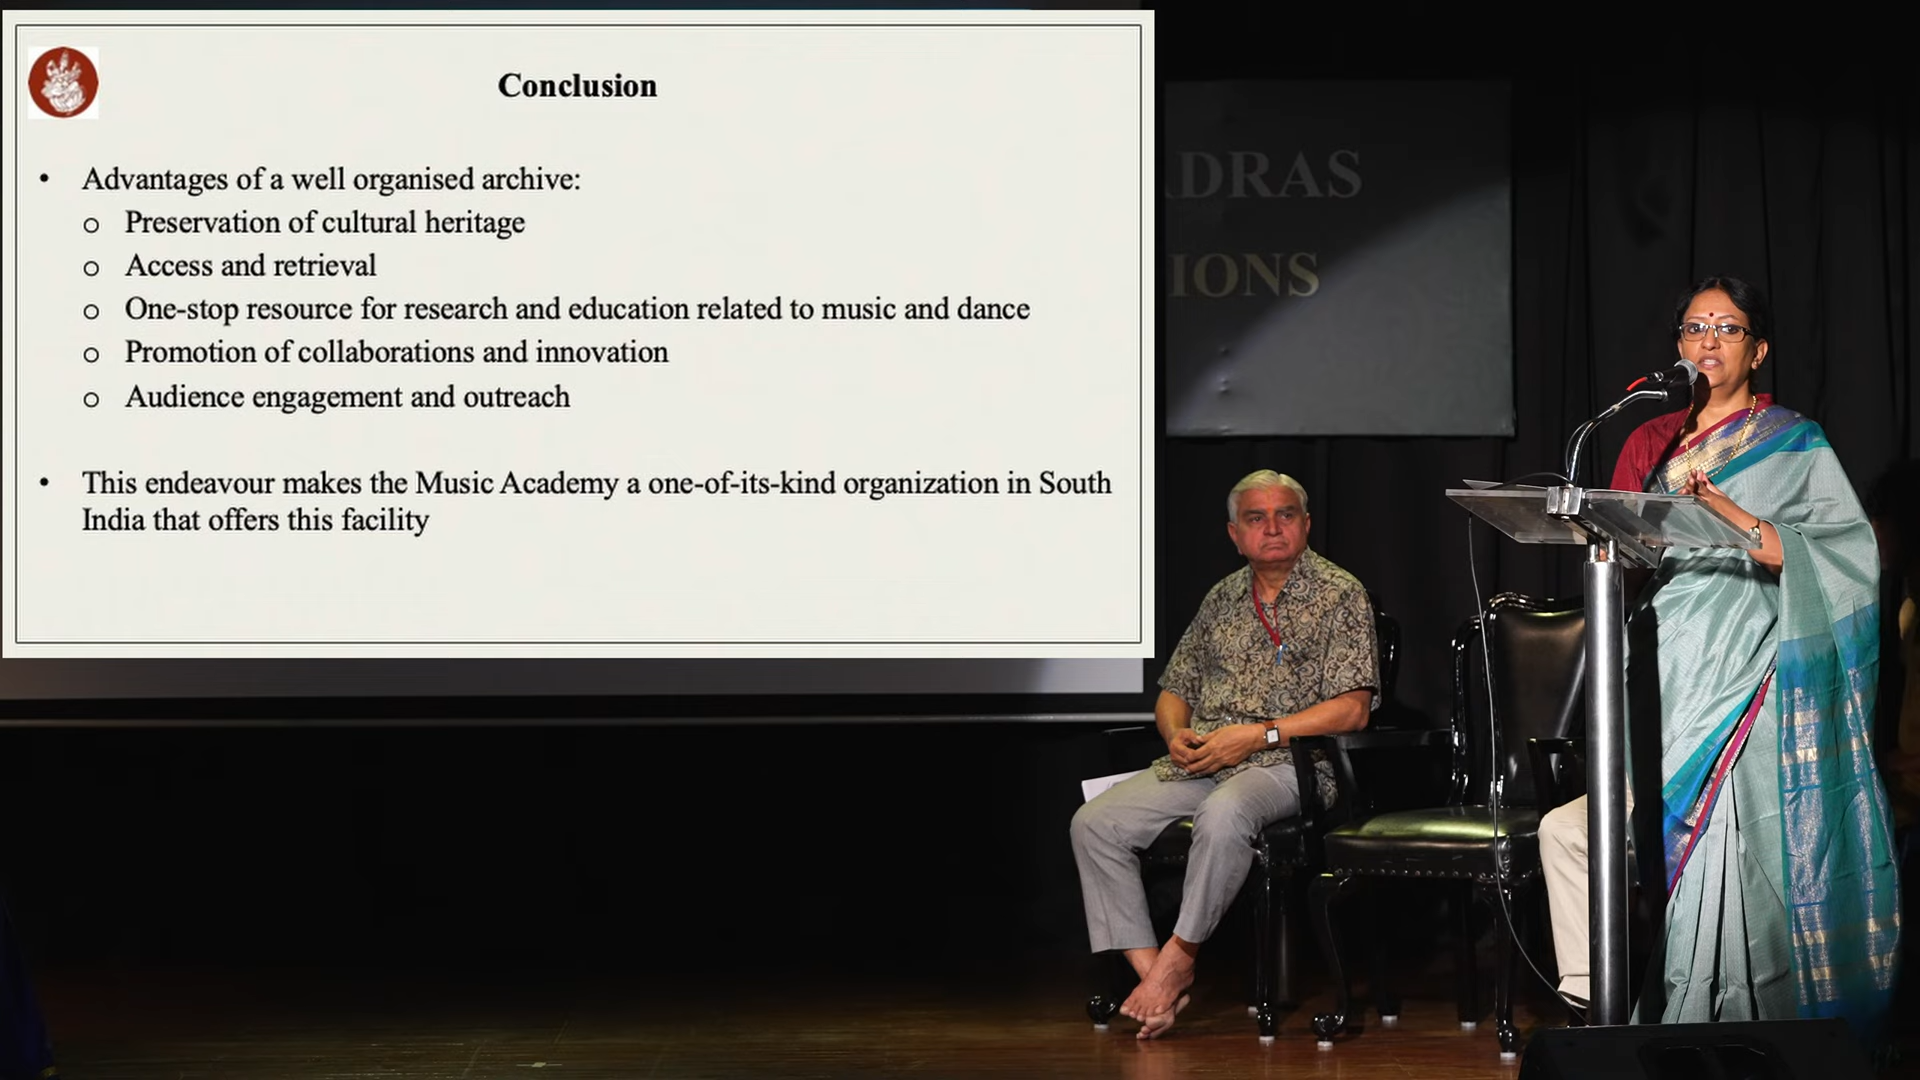 Conclusion
• Advantages of a well organised archive:
o Preservation of cultural heritage
o Access and retrieval
o One-stop resource for research and education related to music and dance
o Promotion of collaborations and innovation
o Audience engagement and outreach
• This endeavour makes the Music Academy a one-of-its-kind organization in South
India that offers this facility
DRAS
IONS